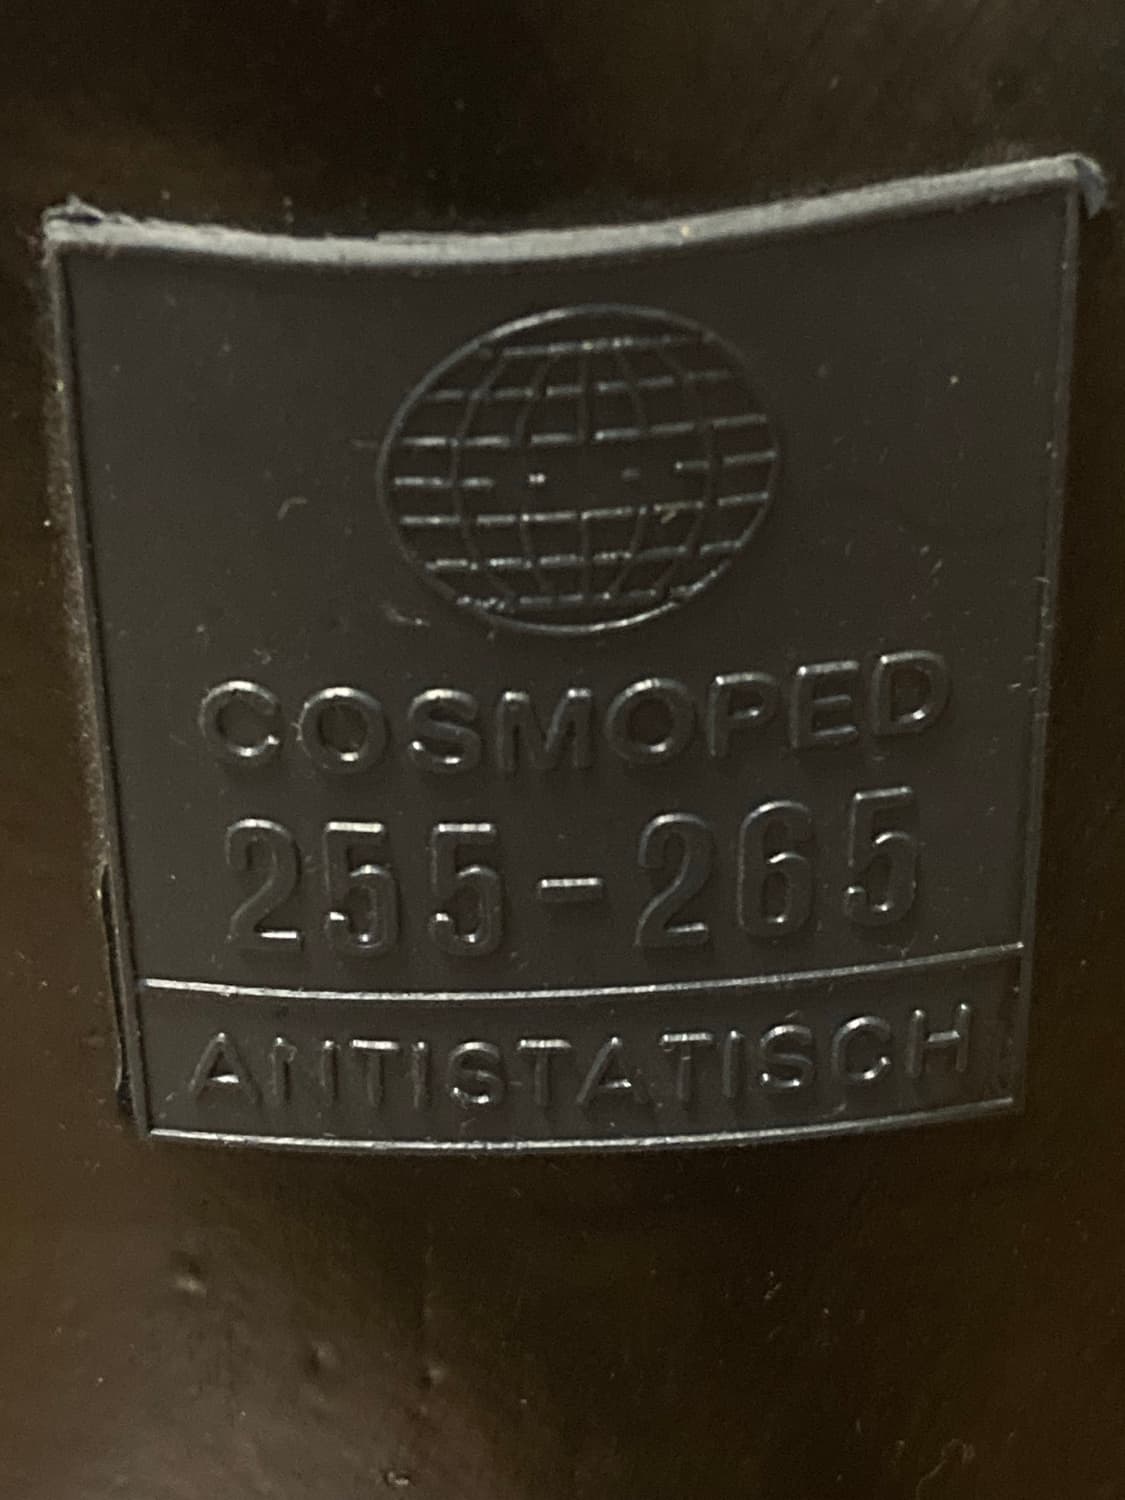 COSMOPED
255-265
ANTISTATISCH